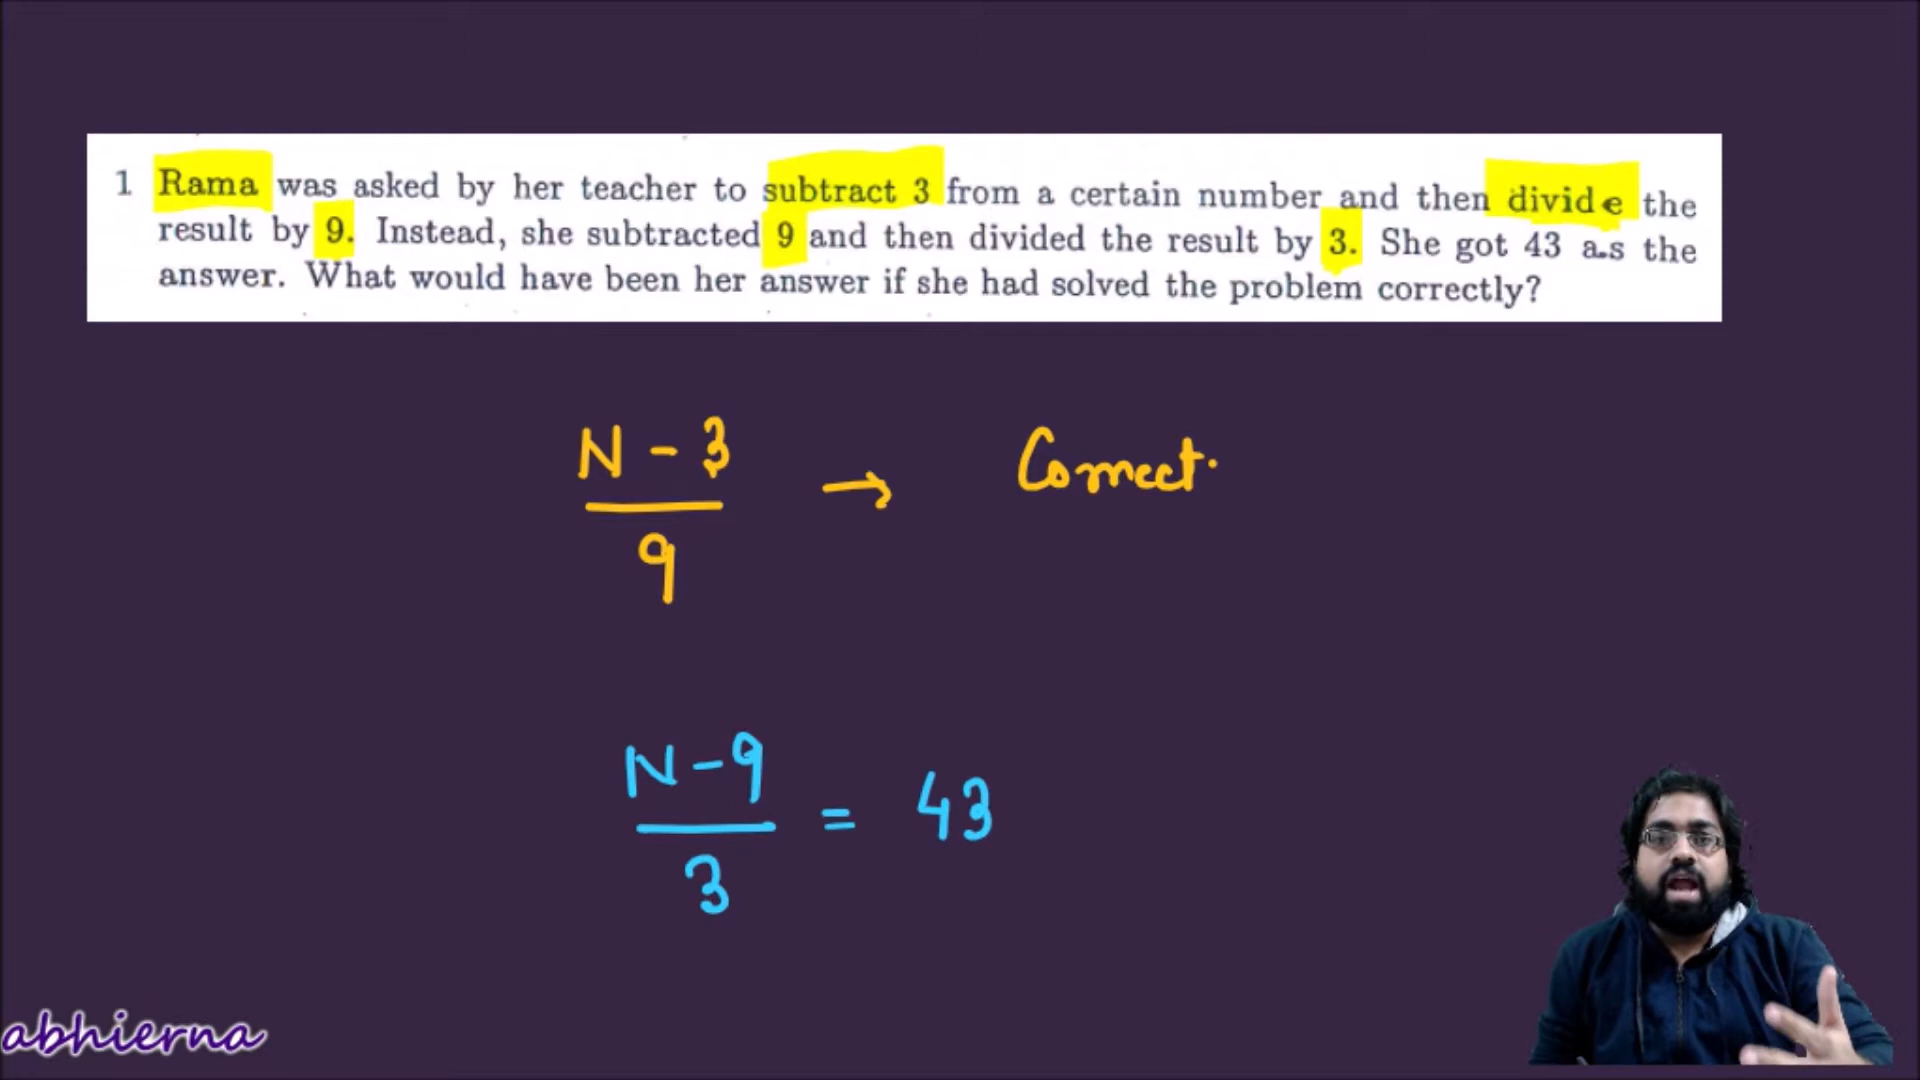 1 Rama was asked by her teacher to subtract 3 from a certain number and then divide the
result by 9. Instead, she subtracted 9 and then divided the result by 3. She got 43 a.s the
answer. What would have been her answer if she had solved the problem correctly?
N - 3
9
→ Correct.
N - 9
3
= 43
abhierna